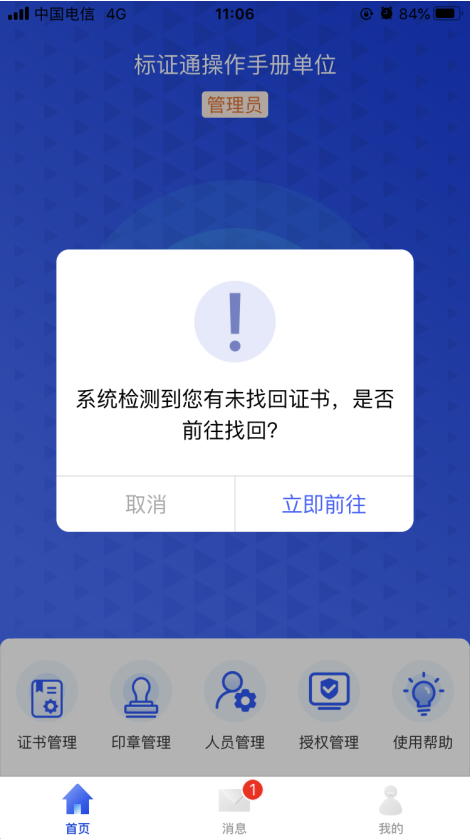 中国电信 4G 11:06 84%
标证通操作手册单位
管理员
系统检测到您有未找回证书，是否
前往找回？
取消 立即前往
证书管理 印章管理 人员管理 授权管理 使用帮助
1
首页 消息 我的